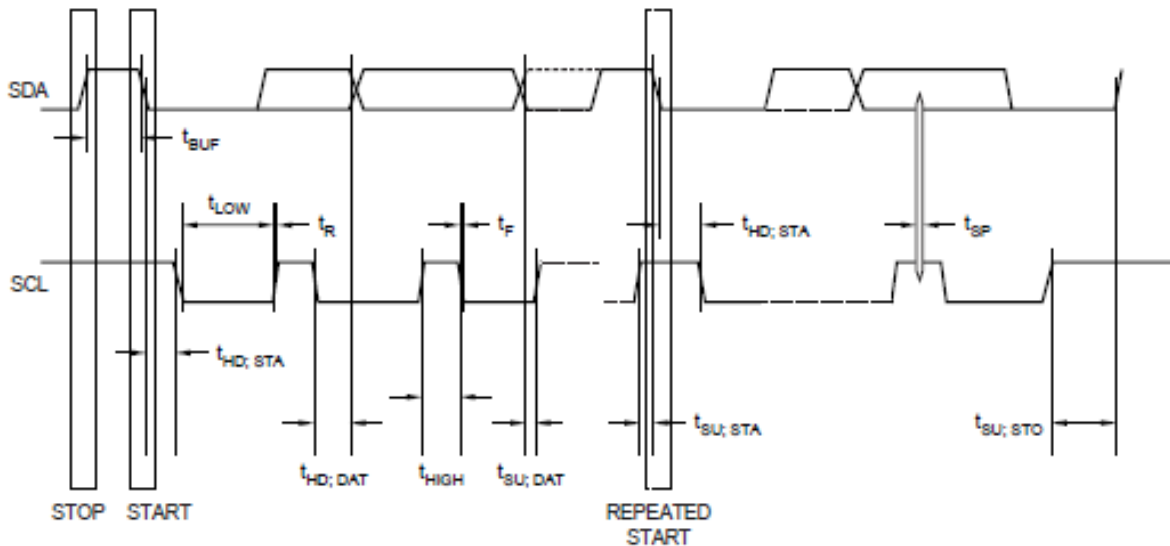 SDA
tBUF
tLOW
tR
tF
tHD; STA
tSP
SCL
tHD; STA
tSU; STA
tSU; STO
tHD; DAT
tHIGH
tSU; DAT
STOP
START
REPEATED
START